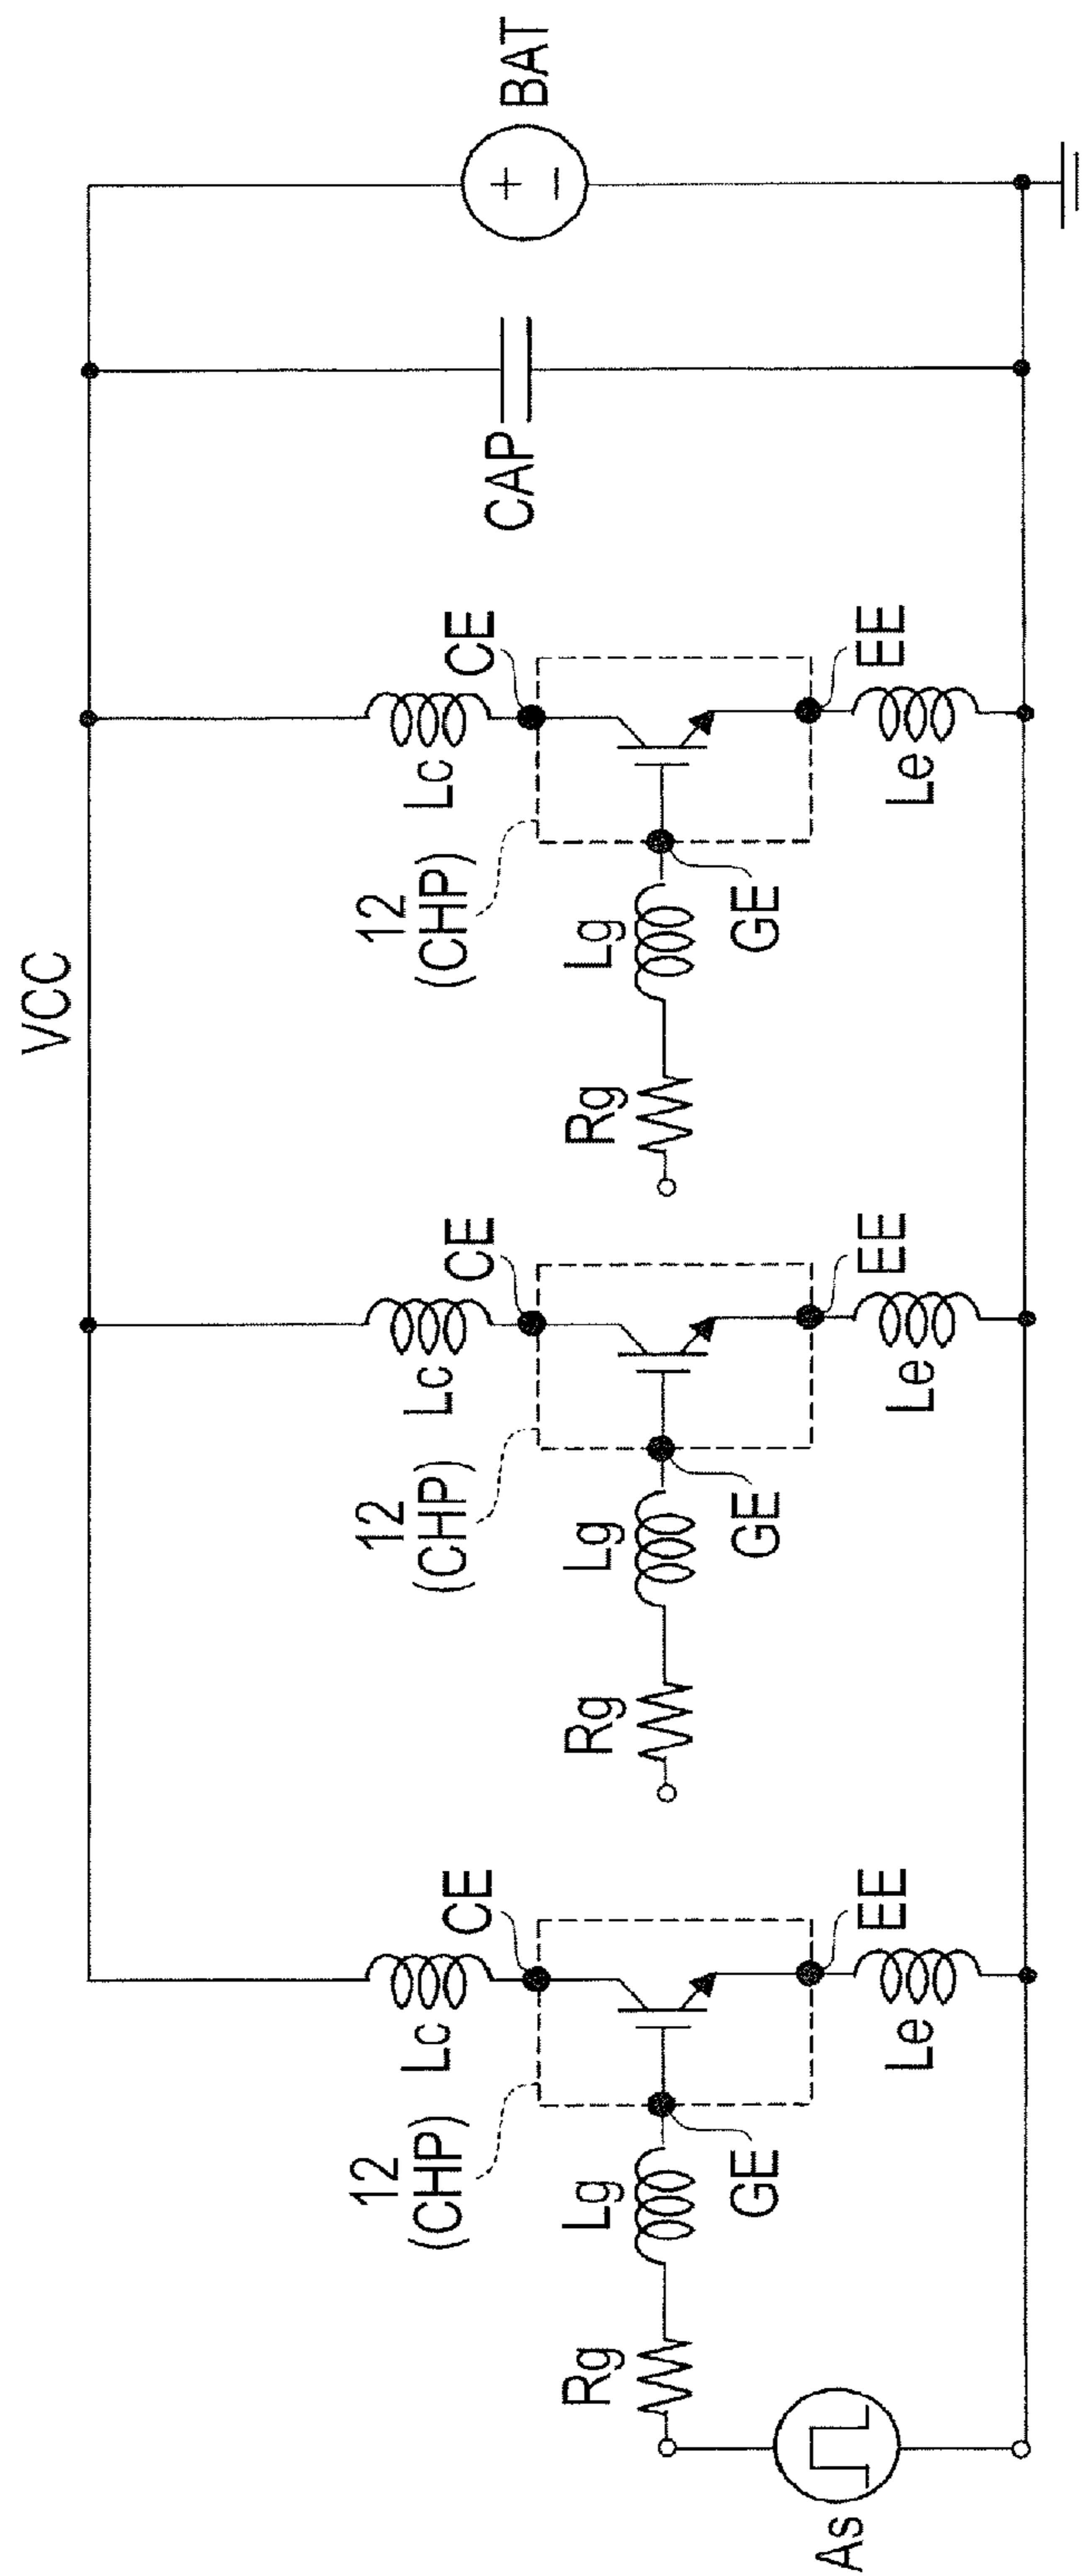 VCC
Lc
CE
12
(CHP)
Rg
Lg
GE
EE
Le
As
Lc
CE
12
(CHP)
Rg
Lg
GE
EE
Le
Lc
CE
12
(CHP)
Rg
Lg
GE
EE
Le
CAP
BAT
+
−